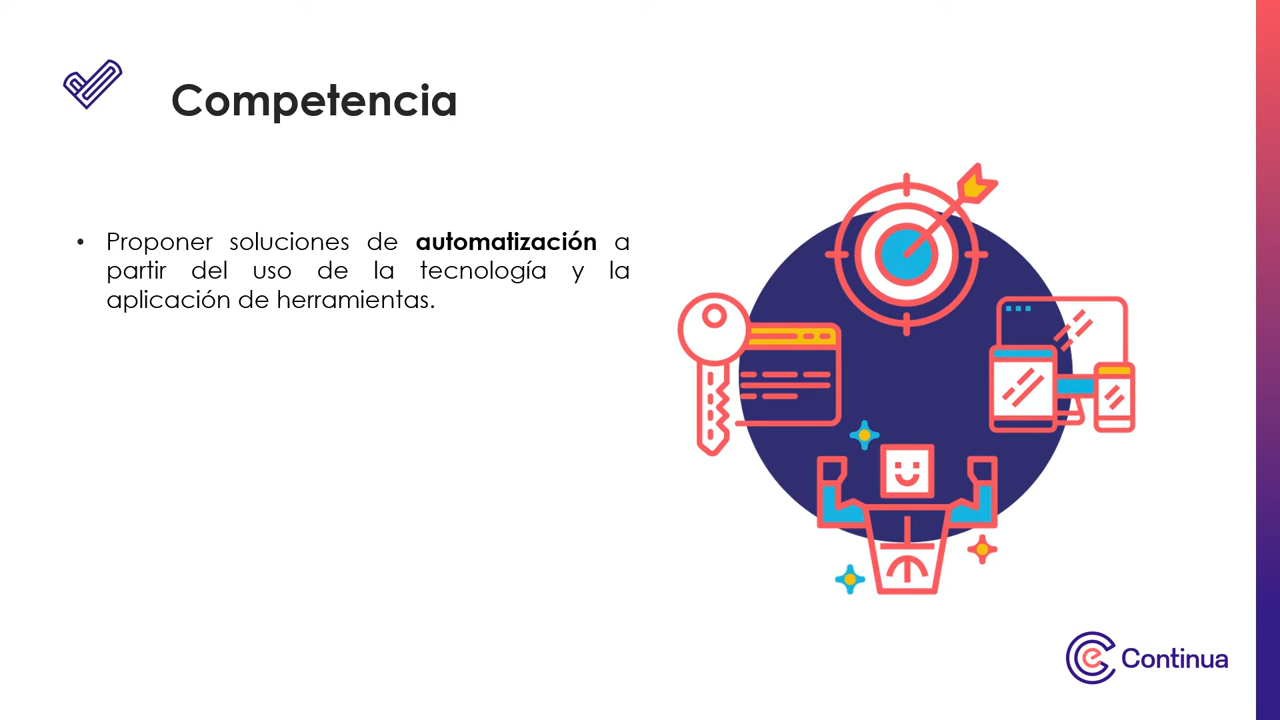 Competencia
• Proponer soluciones de automatización a
partir del uso de la tecnología y la
aplicación de herramientas.
Continua